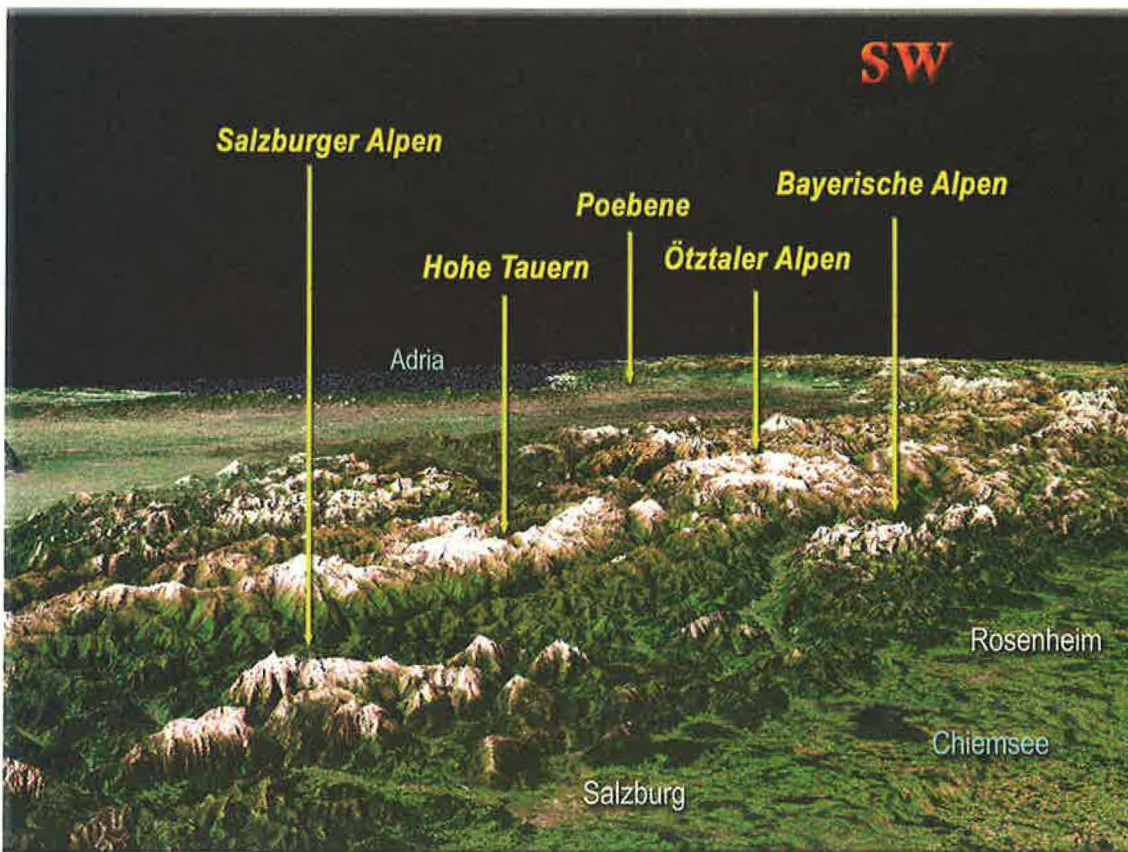 SW
Salzburger Alpen
Bayerische Alpen
Poebene
Ötztaler Alpen
Hohe Tauern
Adria
Rosenheim
Chiemsee
Salzburg